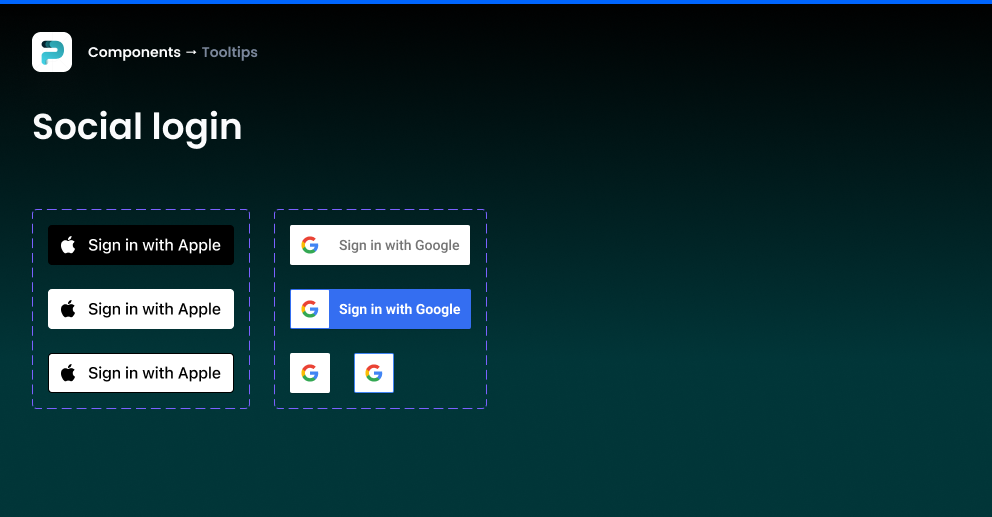 Components → Tooltips
Social login
Sign in with Apple
Sign in with Apple
Sign in with Apple
Sign in with Google
Sign in with Google